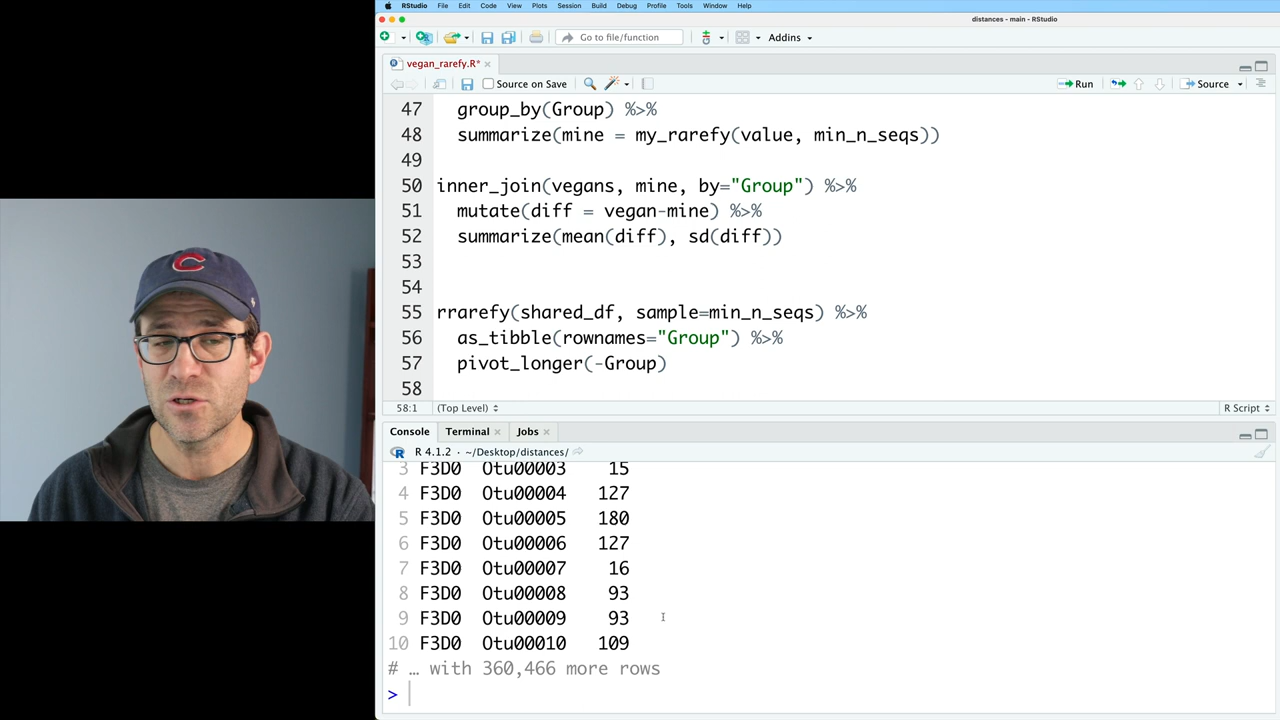 RStudio File Edit Code View Plots Session Build Debug Profile Tools Window Help
distances - main - RStudio
Go to file/function Addins
vegan_rarefy.R*
Source on Save Run Source
47 group_by(Group) %>%
48 summarize(mine = my_rarefy(value, min_n_seqs))
49
50 inner_join(vegans, mine, by="Group") %>%
51 mutate(diff = vegan-mine) %>%
52 summarize(mean(diff), sd(diff))
53
54
55 rrarefy(shared_df, sample=min_n_seqs) %>%
56 as_tibble(rownames="Group") %>%
57 pivot_longer(-Group)
58
58:1 (Top Level) R Script
Console Terminal Jobs
R 4.1.2 · ~/Desktop/distances/
3 F3D0 Otu00003 15
4 F3D0 Otu00004 127
5 F3D0 Otu00005 180
6 F3D0 Otu00006 127
7 F3D0 Otu00007 16
8 F3D0 Otu00008 93
9 F3D0 Otu00009 93
10 F3D0 Otu00010 109
# … with 360,466 more rows
>
C